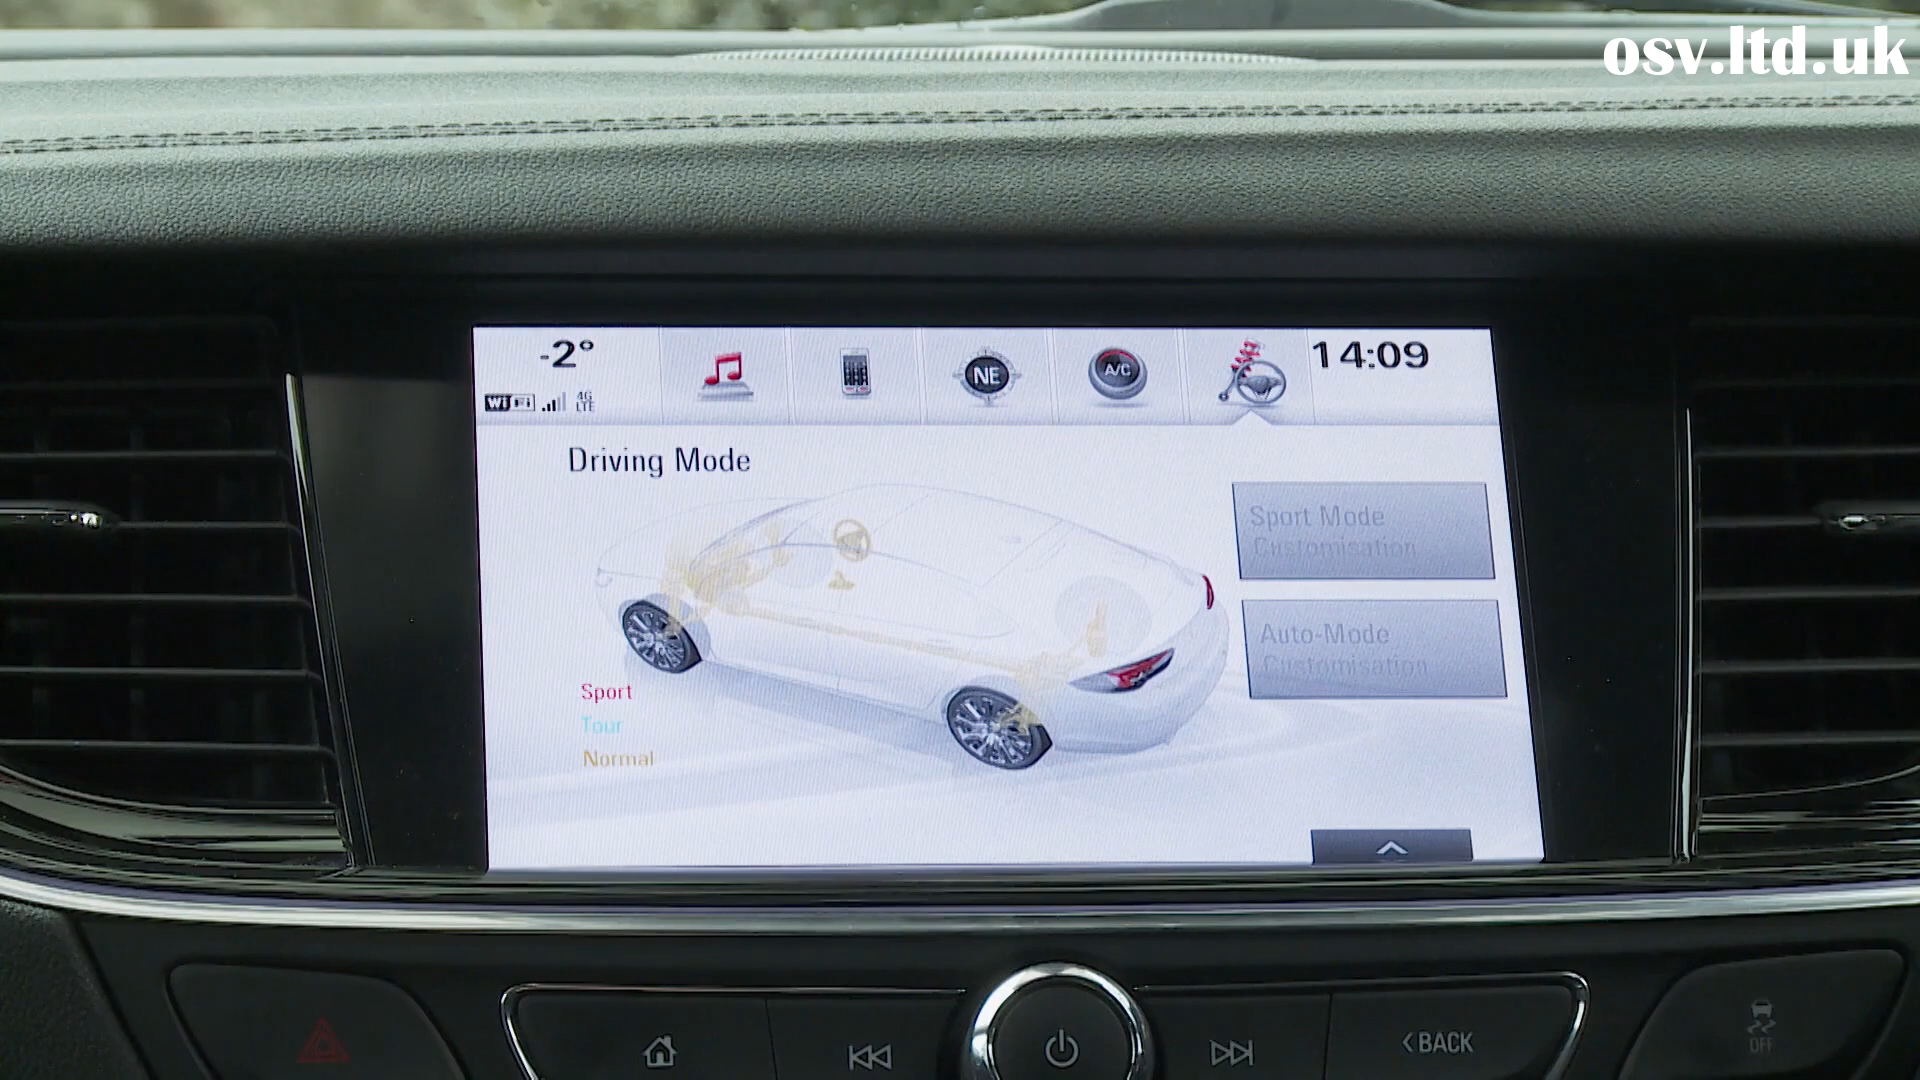 osv.ltd.uk
-2°
WiFi 4G LTE
NE
A/C
14:09
Driving Mode
Sport Mode
Customisation
Auto-Mode
Customisation
Sport
Tour
Normal
<BACK
OFF